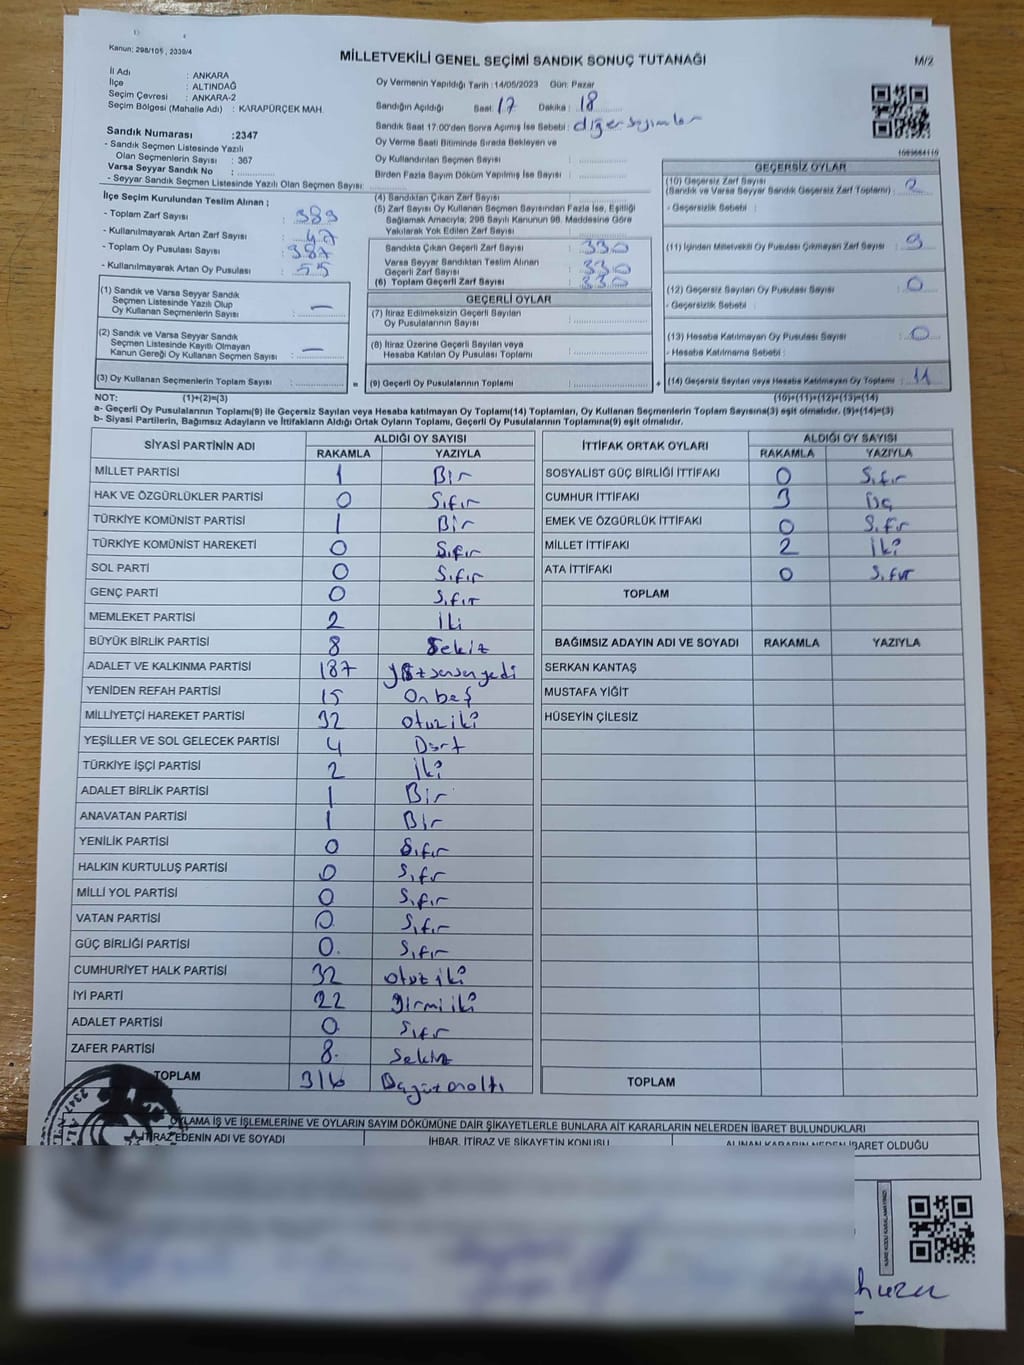 Kanun: 298/105 , 2339/4
MİLLETVEKİLİ GENEL SEÇİMİ SANDIK SONUÇ TUTANAĞI
M/2
İl Adı : ANKARA
İlçe : ALTINDAĞ
Seçim Çevresi : ANKARA-2
Seçim Bölgesi (Mahalle Adı) : KARAPÜRÇEK MAH.
Oy Vermenin Yapıldığı Tarih : 14/05/2023 Gün: Pazar
Sandığın Açıldığı Saat: 17 Dakika : 18
Sandık Saat 17:00'den Sonra Açılmış İse Sebebi :
Oy Verme Saati Bitiminde Sırada Bekleyen ve
Oy Kullandırılan Seçmen Sayısı :
Birden Fazla Sayım Döküm Yapılmış İse Sayısı :
Sandık Numarası :2347
- Sandık Seçmen Listesinde Yazılı
Olan Seçmenlerin Sayısı : 367
Varsa Seyyar Sandık No :
- Seyyar Sandık Seçmen Listesinde Yazılı Olan Seçmen Sayısı:
İlçe Seçim Kurulundan Teslim Alınan ;
- Toplam Zarf Sayısı :
- Kullanılmayarak Artan Zarf Sayısı : 47
- Toplam Oy Pusulası Sayısı : 387
- Kullanılmayarak Artan Oy Pusulası : 55
(1) Sandık ve Varsa Seyyar Sandık
Seçmen Listesinde Yazılı Olup
Oy Kullanan Seçmenlerin Sayısı : —
(2) Sandık ve Varsa Seyyar Sandık
Seçmen Listesinde Kayıtlı Olmayan
Kanun Gereği Oy Kullanan Seçmen Sayısı : —
(3) Oy Kullanan Seçmenlerin Toplam Sayısı :
(4) Sandıktan Çıkan Zarf Sayısı :
(5) Zarf Sayısı Oy Kullanan Seçmen Sayısından Fazla İse, Eşitliği
Sağlamak Amacıyla; 298 Sayılı Kanunun 98. Maddesine Göre
Yakılarak Yok Edilen Zarf Sayısı :
Sandıkta Çıkan Geçerli Zarf Sayısı : 330
Varsa Seyyar Sandıktan Teslim Alınan
Geçerli Zarf Sayısı : 330
(6) Toplam Geçerli Zarf Sayısı : 330
GEÇERLİ OYLAR
(7) İtiraz Edilmeksizin Geçerli Sayılan
Oy Pusulalarının Sayısı :
(8) İtiraz Üzerine Geçerli Sayılan veya
Hesaba Katılan Oy Pusulası Toplamı :
= (9) Geçerli Oy Pusulalarının Toplamı :
1089684110
GEÇERSİZ OYLAR
(10) Geçersiz Zarf Sayısı
(Sandık ve Varsa Seyyar Sandık Geçersiz Zarf Toplamı) : 2
- Geçersizlik Sebebi :
(11) İçinden Milletvekili Oy Pusulası Çıkmayan Zarf Sayısı : 9
(12) Geçersiz Sayılan Oy Pusulası Sayısı : 0
- Geçersizlik Sebebi :
(13) Hesaba Katılmayan Oy Pusulası Sayısı : 0
- Hesaba Katılmama Sebebi :
+ (14) Geçersiz Sayılan veya Hesaba Katılmayan Oy Toplamı : 11
NOT: (1)+(2)=(3) (10)+(11)+(12)+(13)=(14)
a- Geçerli Oy Pusulalarının Toplamı(9) ile Geçersiz Sayılan veya Hesaba katılmayan Oy Toplamı(14) Toplamları, Oy Kullanan Seçmenlerin Toplam Sayısına(3) eşit olmalıdır. (9)+(14)=(3)
b- Siyasi Partilerin, Bağımsız Adayların ve İttifakların Aldığı Ortak Oyların Toplamı, Geçerli Oy Pusulalarının Toplamına(9) eşit olmalıdır.
SİYASİ PARTİNİN ADI ALDIĞI OY SAYISI
RAKAMLA YAZIYLA
MİLLET PARTİSİ 1 Bir
HAK VE ÖZGÜRLÜKLER PARTİSİ 0 Sıfır
TÜRKİYE KOMÜNİST PARTİSİ 1 Bir
TÜRKİYE KOMÜNİST HAREKETİ 0 Sıfır
SOL PARTİ 0 Sıfır
GENÇ PARTİ 0 Sıfır
MEMLEKET PARTİSİ 2 İki
BÜYÜK BİRLİK PARTİSİ 8 Sekiz
ADALET VE KALKINMA PARTİSİ 187
YENİDEN REFAH PARTİSİ 15 On beş
MİLLİYETÇİ HAREKET PARTİSİ 32 otuz iki
YEŞİLLER VE SOL GELECEK PARTİSİ 4 Dört
TÜRKİYE İŞÇİ PARTİSİ 2 İki
ADALET BİRLİK PARTİSİ 1 Bir
ANAVATAN PARTİSİ 1 Bir
YENİLİK PARTİSİ 0 Sıfır
HALKIN KURTULUŞ PARTİSİ 0 Sıfır
MİLLİ YOL PARTİSİ 0 Sıfır
VATAN PARTİSİ 0 Sıfır
GÜÇ BİRLİĞİ PARTİSİ 0. Sıfır
CUMHURİYET HALK PARTİSİ 32 otuz iki
İYİ PARTİ 22 Yirmi iki
ADALET PARTİSİ 0 Sıfır
ZAFER PARTİSİ 8. Sekiz
TOPLAM 316
İTTİFAK ORTAK OYLARI ALDIĞI OY SAYISI
RAKAMLA YAZIYLA
SOSYALİST GÜÇ BİRLİĞİ İTTİFAKI 0 Sıfır
CUMHUR İTTİFAKI 3 üç
EMEK VE ÖZGÜRLÜK İTTİFAKI 0 Sıfır
MİLLET İTTİFAKI 2 İki
ATA İTTİFAKI 0 Sıfır
TOPLAM
BAĞIMSIZ ADAYIN ADI VE SOYADI RAKAMLA YAZIYLA
SERKAN KANTAŞ
MUSTAFA YİĞİT
HÜSEYİN ÇİLESİZ
TOPLAM
OYLAMA İŞ VE İŞLEMLERİNE VE OYLARIN SAYIM DÖKÜMÜNE DAİR ŞİKAYETLERLE BUNLARA AİT KARARLARIN NELERDEN İBARET BULUNDUKLARI
İTİRAZ EDENİN ADI VE SOYADI İHBAR, İTİRAZ VE ŞİKAYETİN KONUSU ALINAN KARARIN NEDEN İBARET OLDUĞU